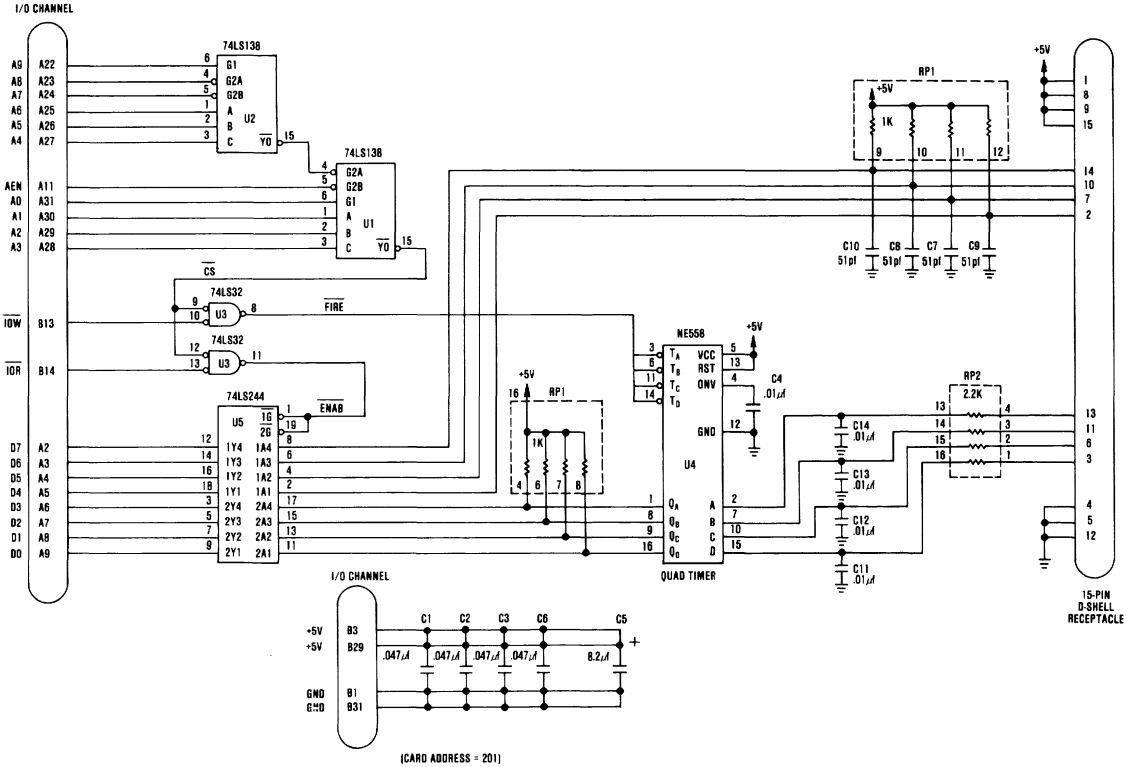 I/O CHANNEL
74LS138
A9 A22 6 G1
A8 A23 4 G2A
A7 A24 5 G2B
A6 A25 1 A
A5 A26 2 B U2
A4 A27 3 C Y0 15
74LS138
4 G2A
AEN A11 5 G2B
A0 A31 6 G1
A1 A30 1 A
A2 A29 2 B U1
A3 A28 3 C Y0 15
CS
74LS32
9
10 U3 8 FIRE
IOW B13
74LS32
12
13 U3 11
IOR B14
74LS244
U5 1G 1 ENAB
2G 19
D7 A2 12 1Y4 1A4 8
D6 A3 14 1Y3 1A3 6
D5 A4 16 1Y2 1A2 4
D4 A5 18 1Y1 1A1 2
D3 A6 3 2Y4 2A4 17
D2 A7 5 2Y3 2A3 15
D1 A8 7 2Y2 2A2 13
D0 A9 9 2Y1 2A1 11
+5V
16 RP1
1K
4 6 7 8
NE558
3 TA VCC 5 +5V
6 TB RST 13
11 TC ONV 4
14 TD
C4
.01µf
GND 12
U4
1 QA A 2
8 QB B 7
9 QC C 10
16 QD D 15
QUAD TIMER
RP1
+5V
1K
9 10 11 12
C10 C8 C7 C9
51pf 51pf 51pf 51pf
C14
.01µf
C13
.01µf
C12
.01µf
C11
.01µf
RP2
2.2K
13 4
14 3
15 2
16 1
+5V
1
8
9
15
14
10
7
2
13
11
6
3
4
5
12
15-PIN
D-SHELL
RECEPTACLE
I/O CHANNEL
C1 C2 C3 C6 C5
+5V B3
+5V B29 +
.047µf .047µf .047µf .047µf 8.2µf
GND B1
GND B31
(CARD ADDRESS = 201)